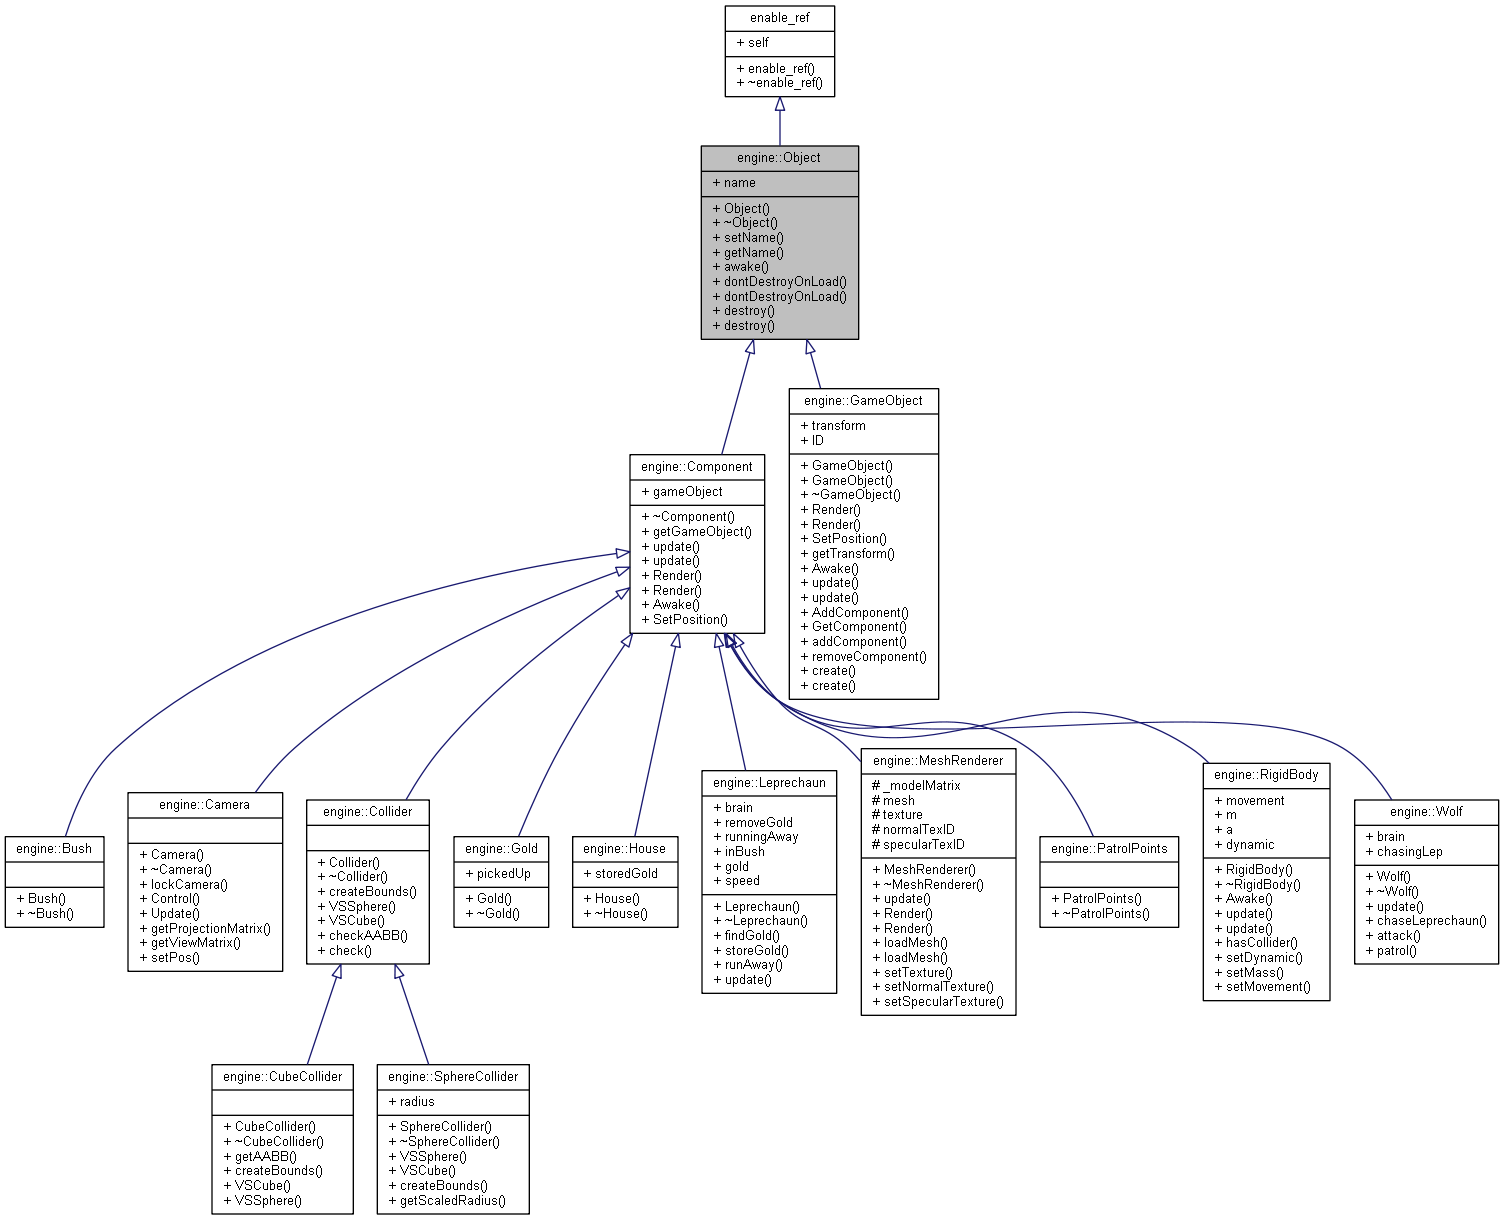 enable_ref
+ self
+ enable_ref()
+ ~enable_ref()
engine::Object
+ name
+ Object()
+ ~Object()
+ setName()
+ getName()
+ awake()
+ dontDestroyOnLoad()
+ dontDestroyOnLoad()
+ destroy()
+ destroy()
engine::GameObject
+ transform
+ ID
+ GameObject()
+ GameObject()
+ ~GameObject()
+ Render()
+ Render()
+ SetPosition()
+ getTransform()
+ Awake()
+ update()
+ update()
+ AddComponent()
+ GetComponent()
+ addComponent()
+ removeComponent()
+ create()
+ create()
engine::Component
+ gameObject
+ ~Component()
+ getGameObject()
+ update()
+ update()
+ Render()
+ Render()
+ Awake()
+ SetPosition()
engine::Bush
+ Bush()
+ ~Bush()
engine::Camera
+ Camera()
+ ~Camera()
+ lockCamera()
+ Control()
+ Update()
+ getProjectionMatrix()
+ getViewMatrix()
+ setPos()
engine::Collider
+ Collider()
+ ~Collider()
+ createBounds()
+ VSSphere()
+ VSCube()
+ checkAABB()
+ check()
engine::Gold
+ pickedUp
+ Gold()
+ ~Gold()
engine::House
+ storedGold
+ House()
+ ~House()
engine::Leprechaun
+ brain
+ removeGold
+ runningAway
+ inBush
+ gold
+ speed
+ Leprechaun()
+ ~Leprechaun()
+ findGold()
+ storeGold()
+ runAway()
+ update()
engine::MeshRenderer
# _modelMatrix
# mesh
# texture
# normalTexID
# specularTexID
+ MeshRenderer()
+ ~MeshRenderer()
+ update()
+ Render()
+ Render()
+ loadMesh()
+ loadMesh()
+ setTexture()
+ setNormalTexture()
+ setSpecularTexture()
engine::PatrolPoints
+ PatrolPoints()
+ ~PatrolPoints()
engine::RigidBody
+ movement
+ m
+ a
+ dynamic
+ RigidBody()
+ ~RigidBody()
+ Awake()
+ update()
+ update()
+ hasCollider()
+ setDynamic()
+ setMass()
+ setMovement()
engine::Wolf
+ brain
+ chasingLep
+ Wolf()
+ ~Wolf()
+ update()
+ chaseLeprechaun()
+ attack()
+ patrol()
engine::CubeCollider
+ CubeCollider()
+ ~CubeCollider()
+ getAABB()
+ createBounds()
+ VSCube()
+ VSSphere()
engine::SphereCollider
+ radius
+ SphereCollider()
+ ~SphereCollider()
+ VSSphere()
+ VSCube()
+ createBounds()
+ getScaledRadius()